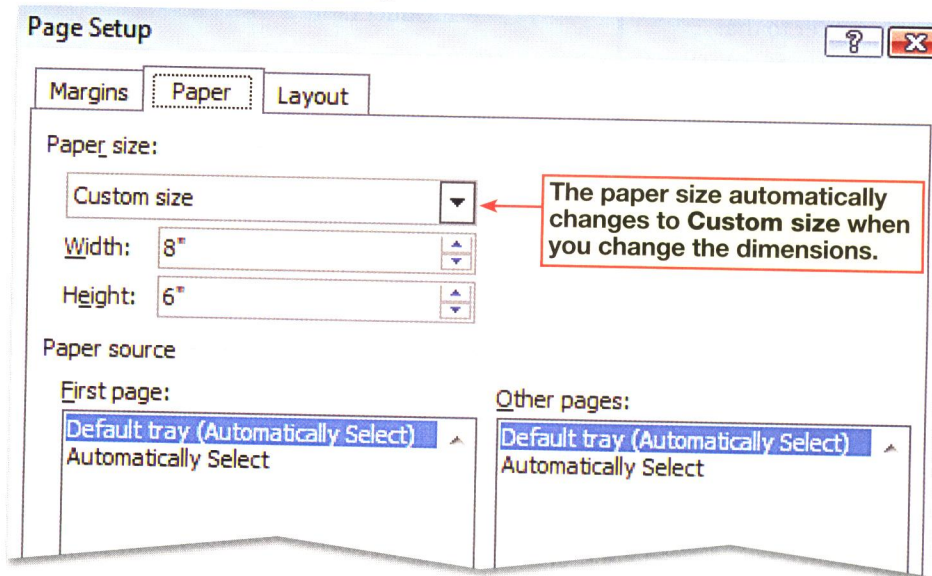 Page Setup
?
Margins Paper Layout
Paper size:
Custom size
The paper size automatically
changes to Custom size when
you change the dimensions.
Width: 8"
Height: 6"
Paper source
First page:
Default tray (Automatically Select)
Automatically Select
Other pages:
Default tray (Automatically Select)
Automatically Select